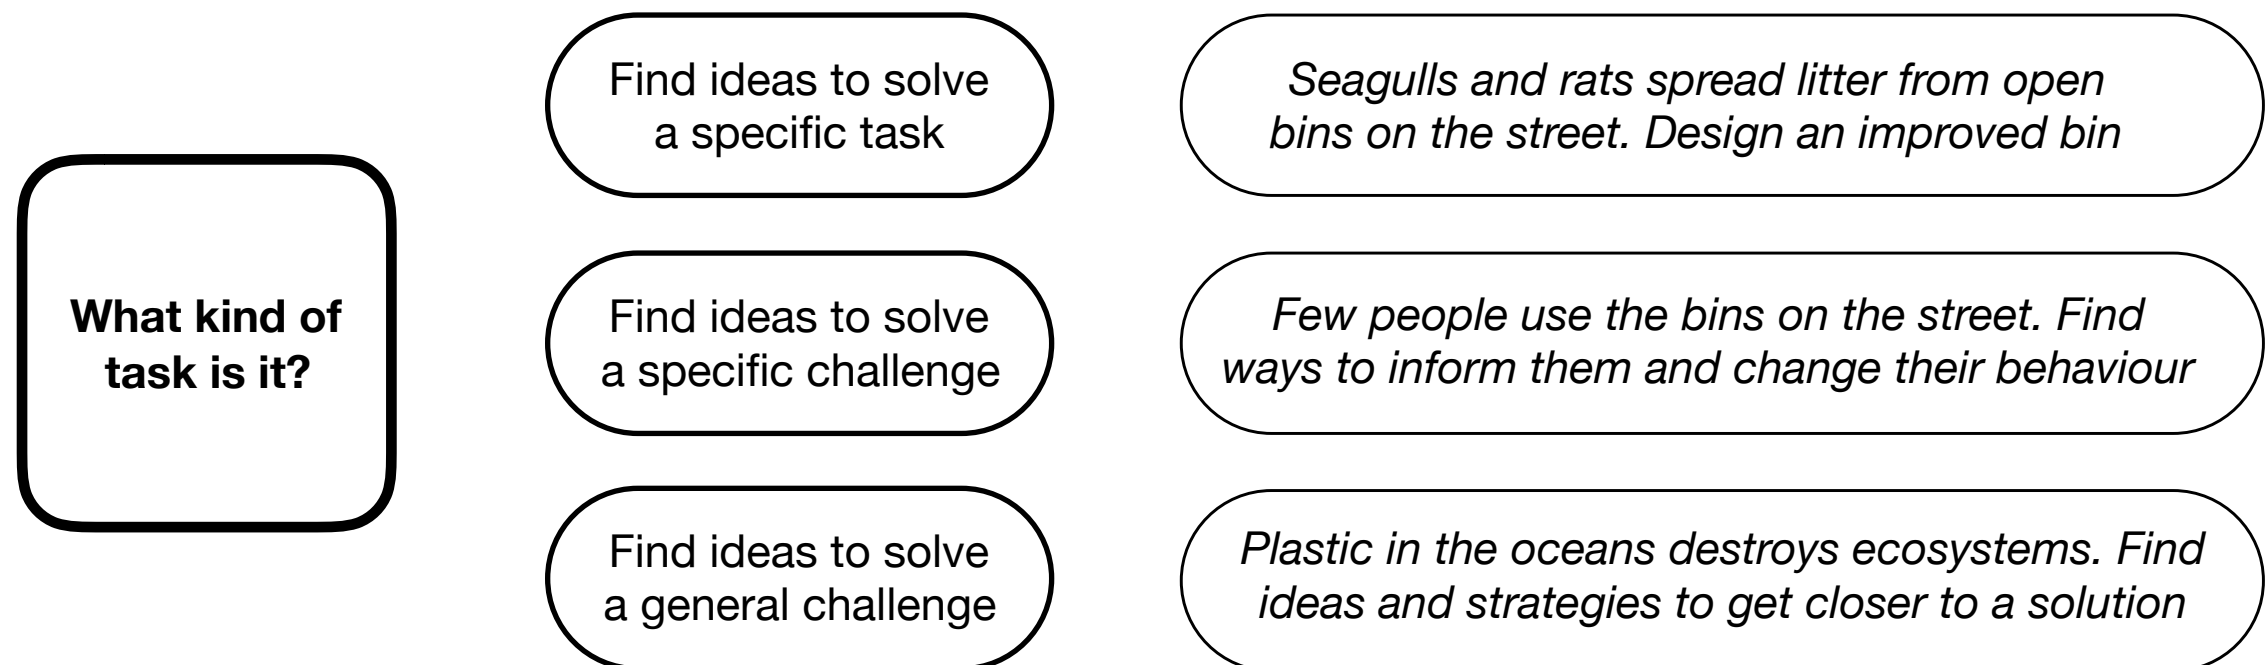 What kind of
task is it?
Find ideas to solve
a specific task
Seagulls and rats spread litter from open
bins on the street. Design an improved bin
Find ideas to solve
a specific challenge
Few people use the bins on the street. Find
ways to inform them and change their behaviour
Find ideas to solve
a general challenge
Plastic in the oceans destroys ecosystems. Find
ideas and strategies to get closer to a solution